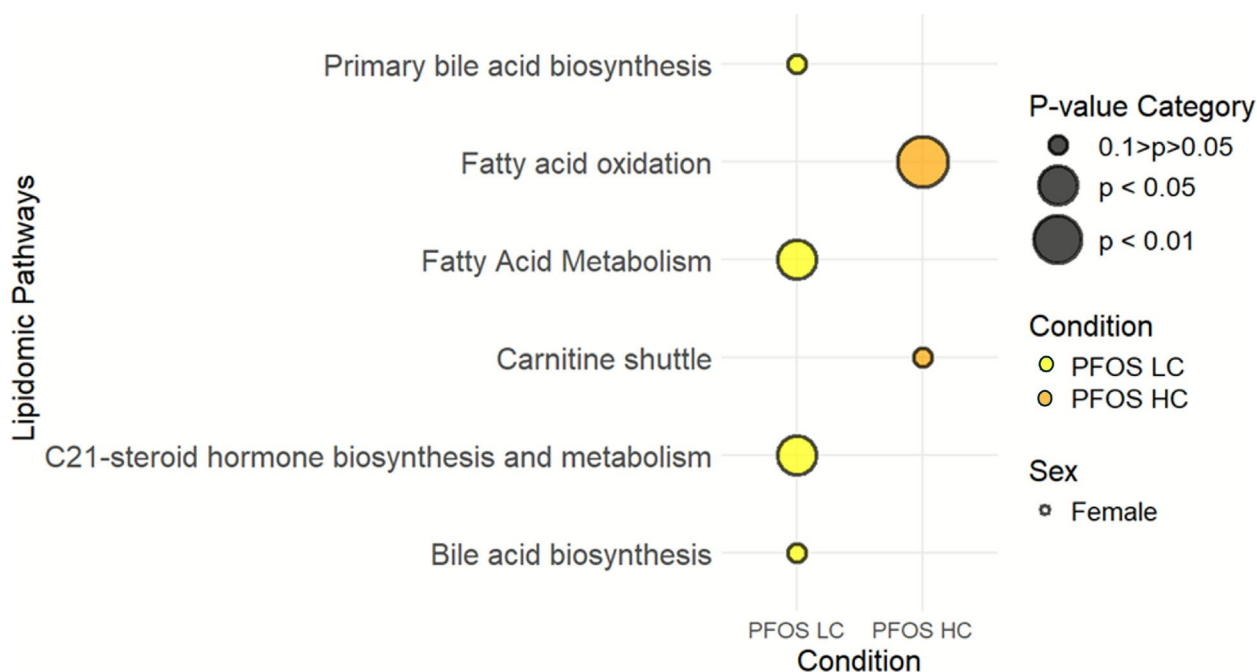 Lipidomic Pathways
Primary bile acid biosynthesis
Fatty acid oxidation
Fatty Acid Metabolism
Carnitine shuttle
C21-steroid hormone biosynthesis and metabolism
Bile acid biosynthesis
PFOS LC
PFOS HC
Condition
P-value Category
0.1>p>0.05
p < 0.05
p < 0.01
Condition
PFOS LC
PFOS HC
Sex
Female